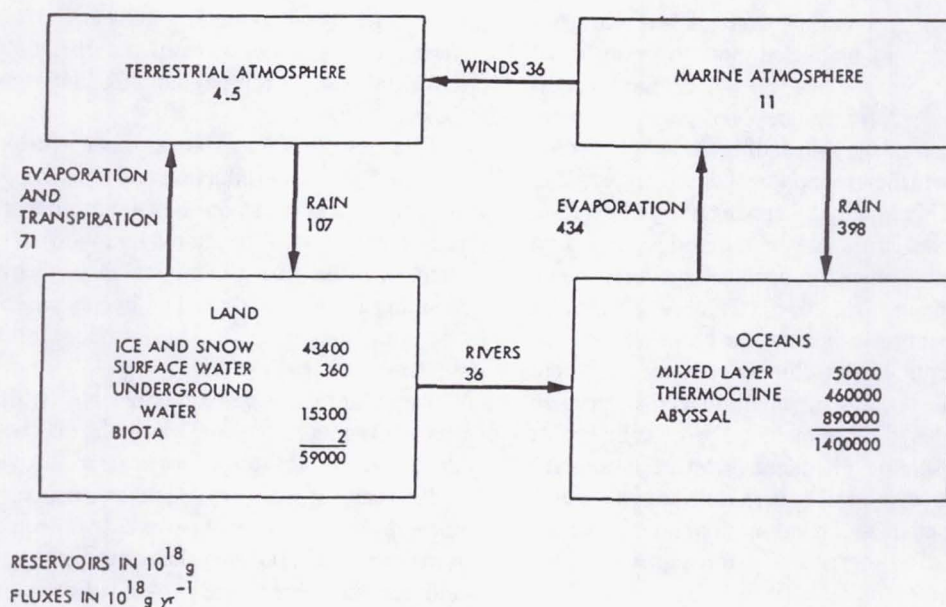 TERRESTRIAL ATMOSPHERE
4.5
WINDS 36
MARINE ATMOSPHERE
11
EVAPORATION
AND
TRANSPIRATION
71
RAIN
107
EVAPORATION
434
RAIN
398
LAND
ICE AND SNOW 43400
SURFACE WATER 360
UNDERGROUND
WATER 15300
BIOTA 2
59000
RIVERS
36
OCEANS
MIXED LAYER 50000
THERMOCLINE 460000
ABYSSAL 890000
1400000
RESERVOIRS IN 10^18 g
FLUXES IN 10^18 g yr^-1